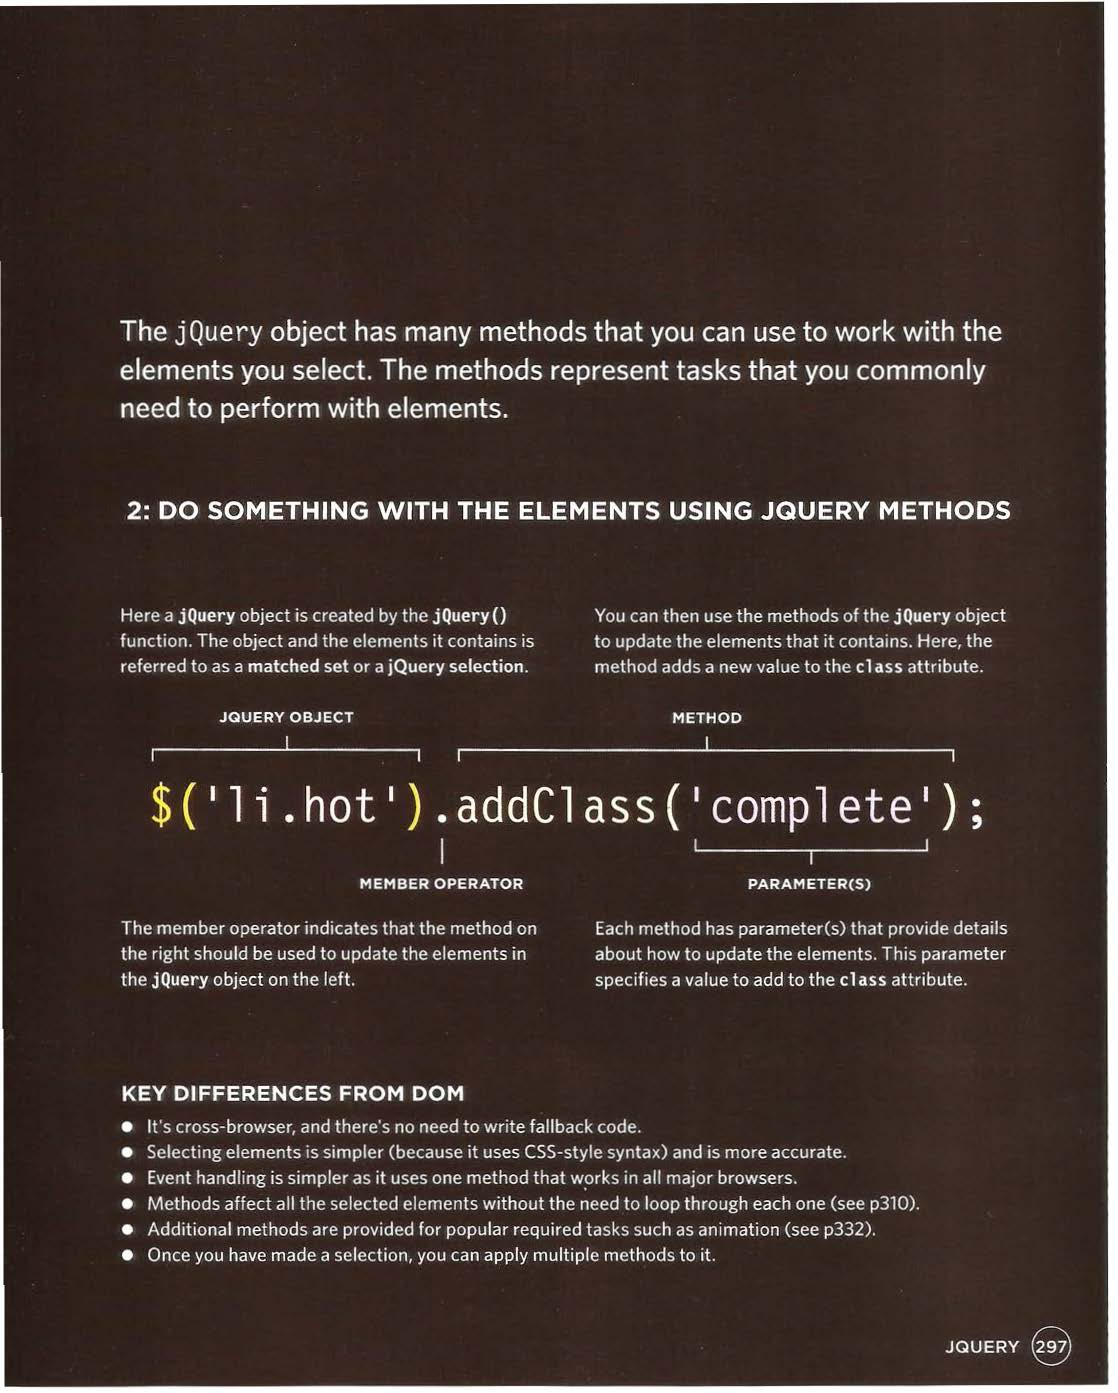 The jQuery object has many methods that you can use to work with the
elements you select. The methods represent tasks that you commonly
need to perform with elements.
2: DO SOMETHING WITH THE ELEMENTS USING JQUERY METHODS
Here a jQuery object is created by the jQuery()
function. The object and the elements it contains is
referred to as a matched set or a jQuery selection.
You can then use the methods of the jQuery object
to update the elements that it contains. Here, the
method adds a new value to the class attribute.
JQUERY OBJECT
METHOD
$('li.hot').addClass('complete');
MEMBER OPERATOR
PARAMETER(S)
The member operator indicates that the method on
the right should be used to update the elements in
the jQuery object on the left.
Each method has parameter(s) that provide details
about how to update the elements. This parameter
specifies a value to add to the class attribute.
KEY DIFFERENCES FROM DOM
● It's cross-browser, and there's no need to write fallback code.
● Selecting elements is simpler (because it uses CSS-style syntax) and is more accurate.
● Event handling is simpler as it uses one method that works in all major browsers.
● Methods affect all the selected elements without the need to loop through each one (see p310).
● Additional methods are provided for popular required tasks such as animation (see p332).
● Once you have made a selection, you can apply multiple methods to it.
JQUERY 297